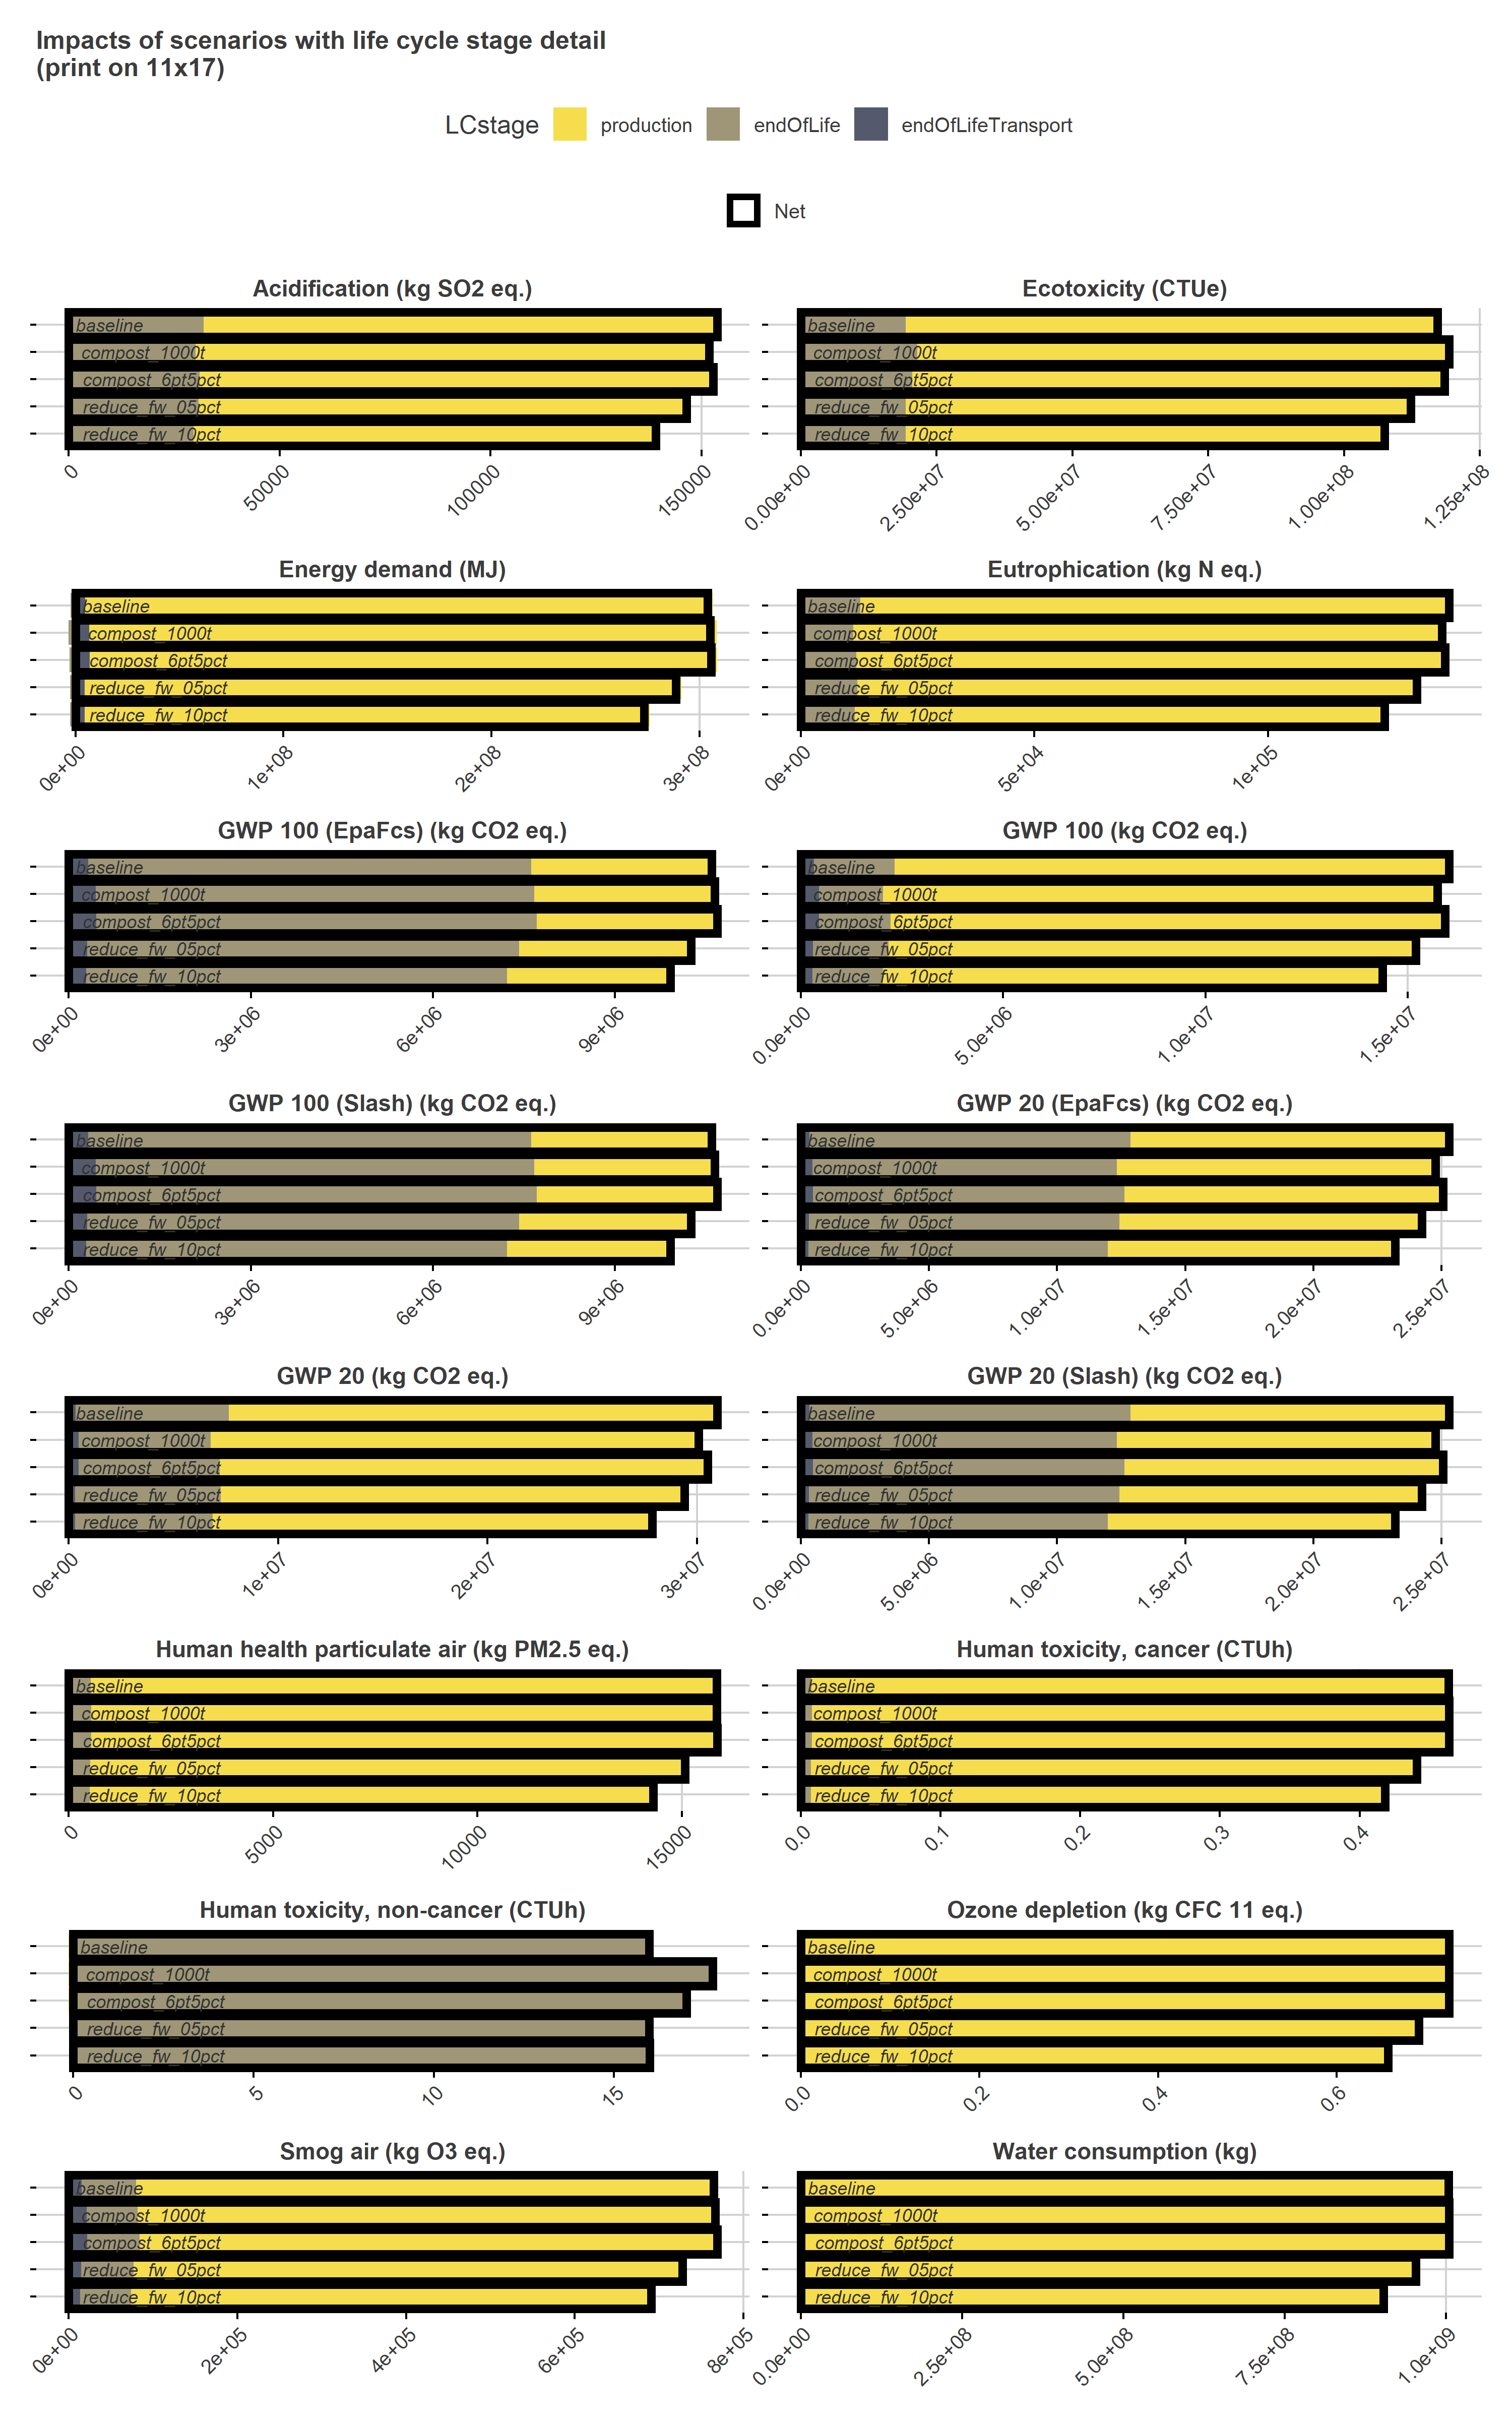 Impacts of scenarios with life cycle stage detail
(print on 11x17)
LCstage production endOfLife endOfLifeTransport
Net
Acidification (kg SO2 eq.)
baseline
compost_1000t
compost_6pt5pct
reduce_fw_05pct
reduce_fw_10pct
0 50000 100000 150000
Ecotoxicity (CTUe)
baseline
compost_1000t
compost_6pt5pct
reduce_fw_05pct
reduce_fw_10pct
0.00e+00 2.50e+07 5.00e+07 7.50e+07 1.00e+08 1.25e+08
Energy demand (MJ)
baseline
compost_1000t
compost_6pt5pct
reduce_fw_05pct
reduce_fw_10pct
0e+00 1e+08 2e+08 3e+08
Eutrophication (kg N eq.)
baseline
compost_1000t
compost_6pt5pct
reduce_fw_05pct
reduce_fw_10pct
0e+00 5e+04 1e+05
GWP 100 (EpaFcs) (kg CO2 eq.)
baseline
compost_1000t
compost_6pt5pct
reduce_fw_05pct
reduce_fw_10pct
0e+00 3e+06 6e+06 9e+06
GWP 100 (kg CO2 eq.)
baseline
compost_1000t
compost_6pt5pct
reduce_fw_05pct
reduce_fw_10pct
0.0e+00 5.0e+06 1.0e+07 1.5e+07
GWP 100 (Slash) (kg CO2 eq.)
baseline
compost_1000t
compost_6pt5pct
reduce_fw_05pct
reduce_fw_10pct
0e+00 3e+06 6e+06 9e+06
GWP 20 (EpaFcs) (kg CO2 eq.)
baseline
compost_1000t
compost_6pt5pct
reduce_fw_05pct
reduce_fw_10pct
0.0e+00 5.0e+06 1.0e+07 1.5e+07 2.0e+07 2.5e+07
GWP 20 (kg CO2 eq.)
baseline
compost_1000t
compost_6pt5pct
reduce_fw_05pct
reduce_fw_10pct
0e+00 1e+07 2e+07 3e+07
GWP 20 (Slash) (kg CO2 eq.)
baseline
compost_1000t
compost_6pt5pct
reduce_fw_05pct
reduce_fw_10pct
0.0e+00 5.0e+06 1.0e+07 1.5e+07 2.0e+07 2.5e+07
Human health particulate air (kg PM2.5 eq.)
baseline
compost_1000t
compost_6pt5pct
reduce_fw_05pct
reduce_fw_10pct
0 5000 10000 15000
Human toxicity, cancer (CTUh)
baseline
compost_1000t
compost_6pt5pct
reduce_fw_05pct
reduce_fw_10pct
0.0 0.1 0.2 0.3 0.4
Human toxicity, non-cancer (CTUh)
baseline
compost_1000t
compost_6pt5pct
reduce_fw_05pct
reduce_fw_10pct
0 5 10 15
Ozone depletion (kg CFC 11 eq.)
baseline
compost_1000t
compost_6pt5pct
reduce_fw_05pct
reduce_fw_10pct
0.0 0.2 0.4 0.6
Smog air (kg O3 eq.)
baseline
compost_1000t
compost_6pt5pct
reduce_fw_05pct
reduce_fw_10pct
0e+00 2e+05 4e+05 6e+05 8e+05
Water consumption (kg)
baseline
compost_1000t
compost_6pt5pct
reduce_fw_05pct
reduce_fw_10pct
0.0e+00 2.5e+08 5.0e+08 7.5e+08 1.0e+09